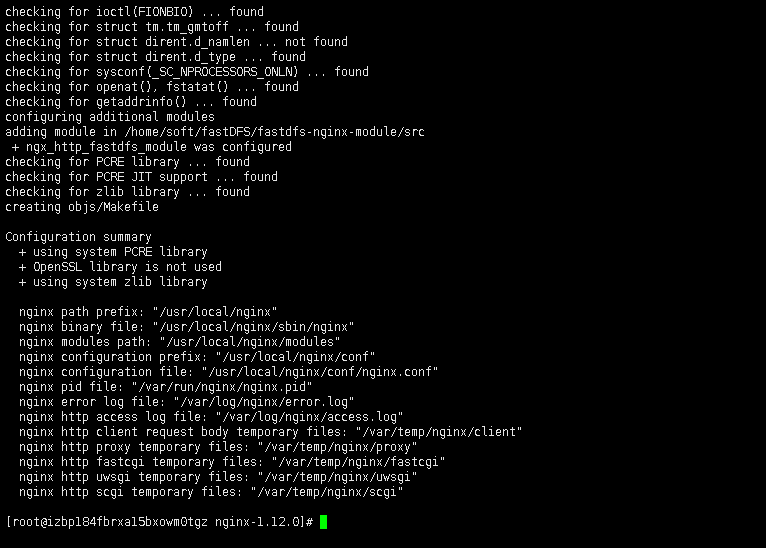 checking for ioctl(FIONBIO) ... found
checking for struct tm.tm_gmtoff ... found
checking for struct dirent.d_namlen ... not found
checking for struct dirent.d_type ... found
checking for sysconf(_SC_NPROCESSORS_ONLN) ... found
checking for openat(), fstatat() ... found
checking for getaddrinfo() ... found
configuring additional modules
adding module in /home/soft/fastDFS/fastdfs-nginx-module/src
 + ngx_http_fastdfs_module was configured
checking for PCRE library ... found
checking for PCRE JIT support ... found
checking for zlib library ... found
creating objs/Makefile

Configuration summary
  + using system PCRE library
  + OpenSSL library is not used
  + using system zlib library

  nginx path prefix: "/usr/local/nginx"
  nginx binary file: "/usr/local/nginx/sbin/nginx"
  nginx modules path: "/usr/local/nginx/modules"
  nginx configuration prefix: "/usr/local/nginx/conf"
  nginx configuration file: "/usr/local/nginx/conf/nginx.conf"
  nginx pid file: "/var/run/nginx/nginx.pid"
  nginx error log file: "/var/log/nginx/error.log"
  nginx http access log file: "/var/log/nginx/access.log"
  nginx http client request body temporary files: "/var/temp/nginx/client"
  nginx http proxy temporary files: "/var/temp/nginx/proxy"
  nginx http fastcgi temporary files: "/var/temp/nginx/fastcgi"
  nginx http uwsgi temporary files: "/var/temp/nginx/uwsgi"
  nginx http scgi temporary files: "/var/temp/nginx/scgi"

[root@izbp184fbrxa15bxowm0tgz nginx-1.12.0]#